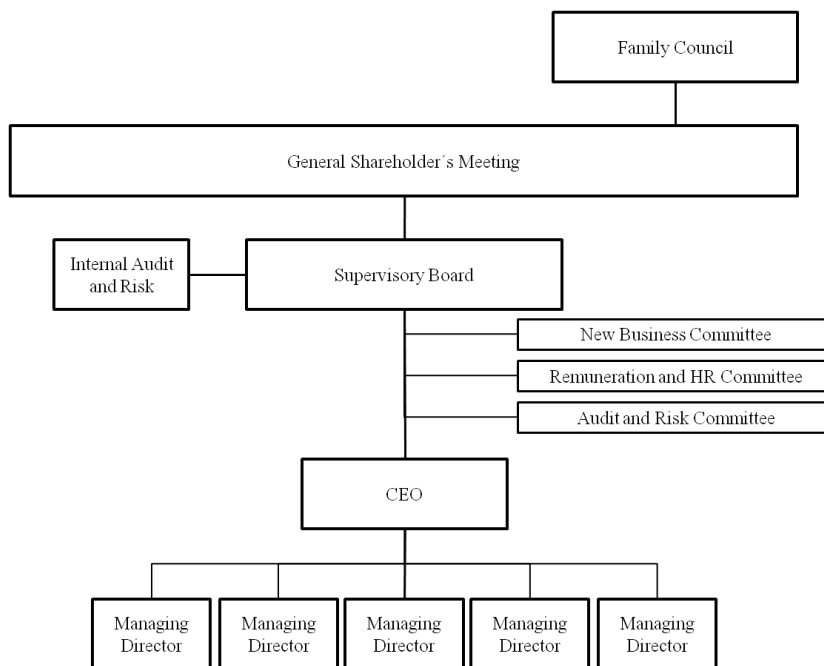 Family Council
General Shareholder´s Meeting
Internal Audit
and Risk
Supervisory Board
New Business Committee
Remuneration and HR Committee
Audit and Risk Committee
CEO
Managing
Director
Managing
Director
Managing
Director
Managing
Director
Managing
Director